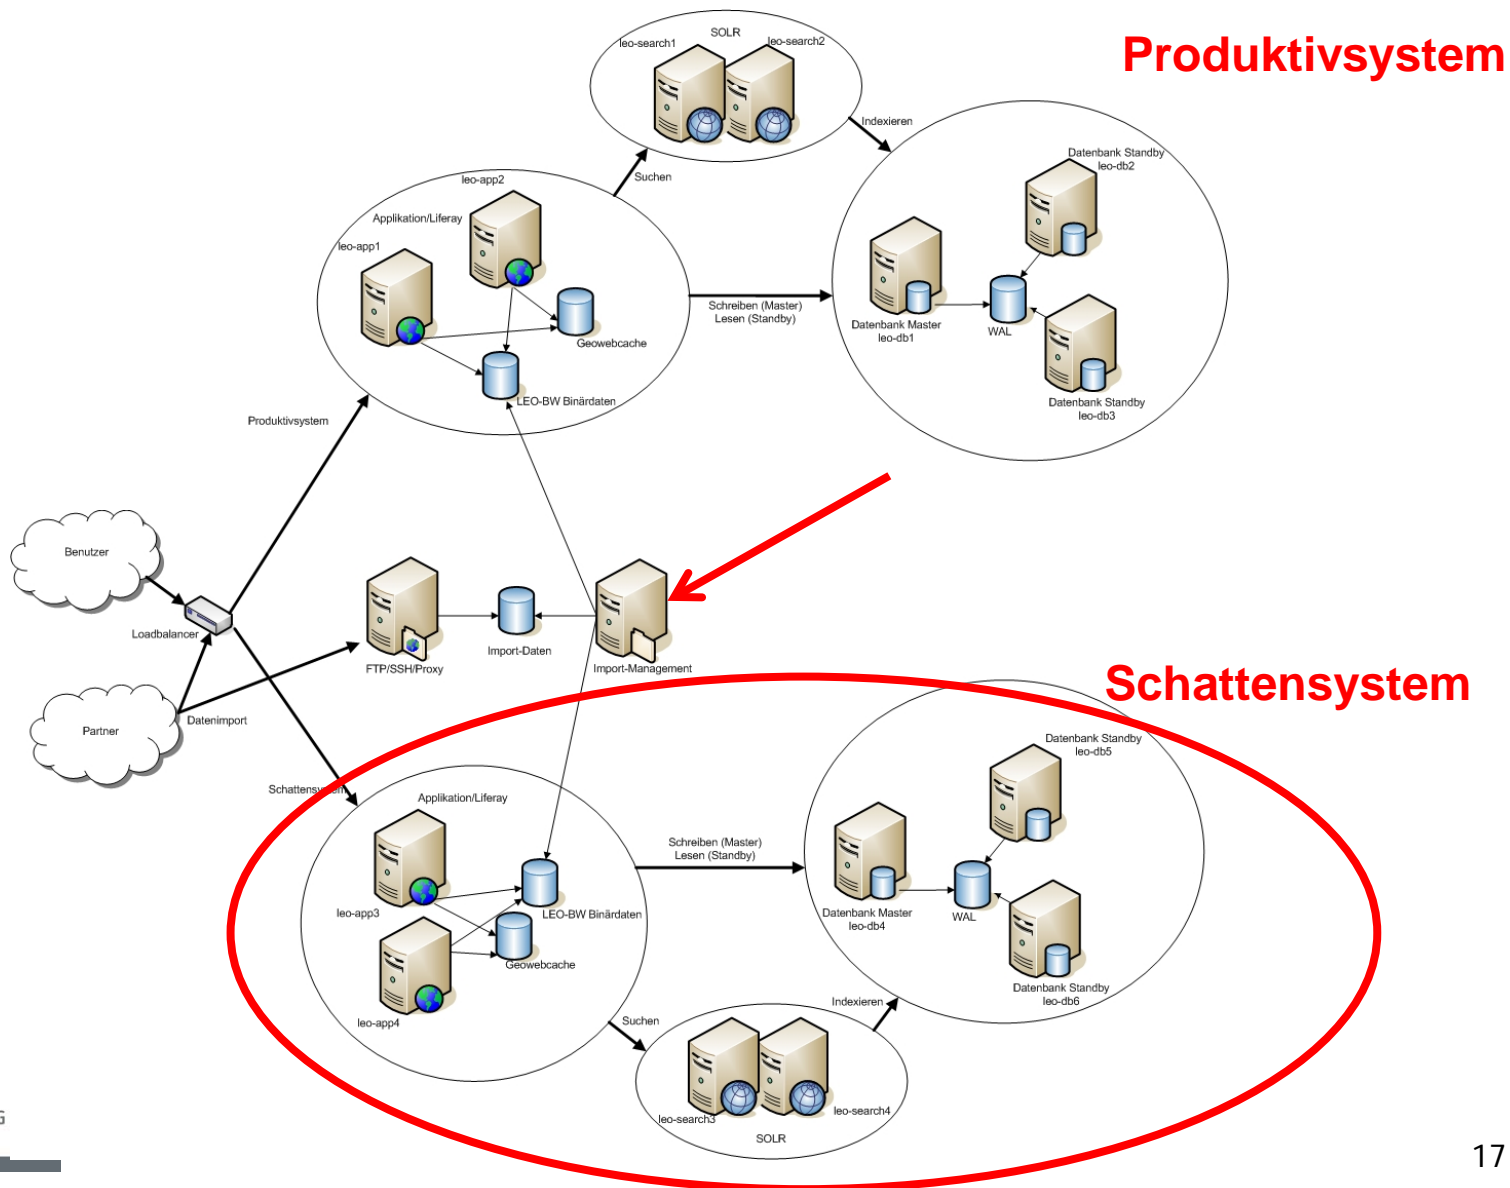 Produktivsystem
SOLR
leo-search1
leo-search2
Indexieren
Suchen
leo-app2
Applikation/Liferay
leo-app1
Geowebcache
LEO-BW Binärdaten
Schreiben (Master)
Lesen (Standby)
Datenbank Standby
leo-db2
Datenbank Master
leo-db1
WAL
Datenbank Standby
leo-db3
Produktivsystem
Benutzer
Loadbalancer
FTP/SSH/Proxy
Import-Daten
Import-Management
Partner
Datenimport
Schattensystem
Schattensystem
Applikation/Liferay
leo-app3
leo-app4
LEO-BW Binärdaten
Geowebcache
Schreiben (Master)
Lesen (Standby)
Datenbank Standby
leo-db5
Datenbank Master
leo-db4
WAL
Datenbank Standby
leo-db6
Indexieren
Suchen
leo-search3
leo-search4
SOLR
G
17